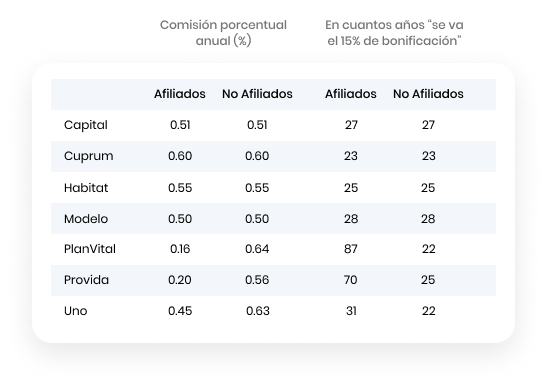 Comisión porcentual En cuantos años “se va
anual (%) el 15% de bonificación”
Afiliados No Afiliados Afiliados No Afiliados
Capital 0.51 0.51 27 27
Cuprum 0.60 0.60 23 23
Habitat 0.55 0.55 25 25
Modelo 0.50 0.50 28 28
PlanVital 0.16 0.64 87 22
Provida 0.20 0.56 70 25
Uno 0.45 0.63 31 22